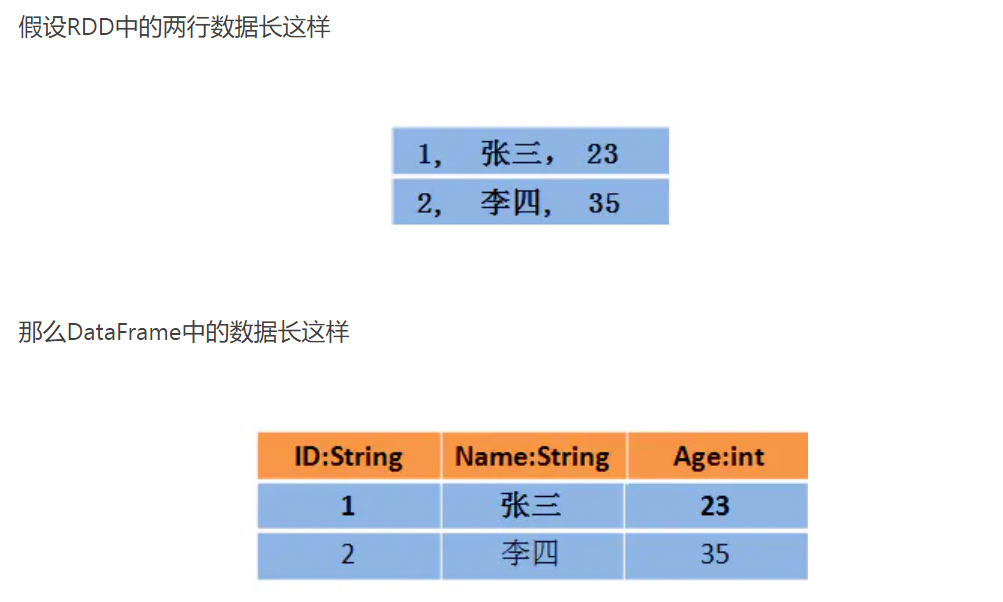 假设RDD中的两行数据长这样
1, 张三, 23
2, 李四, 35
那么DataFrame中的数据长这样
ID:String Name:String Age:int
1 张三 23
2 李四 35